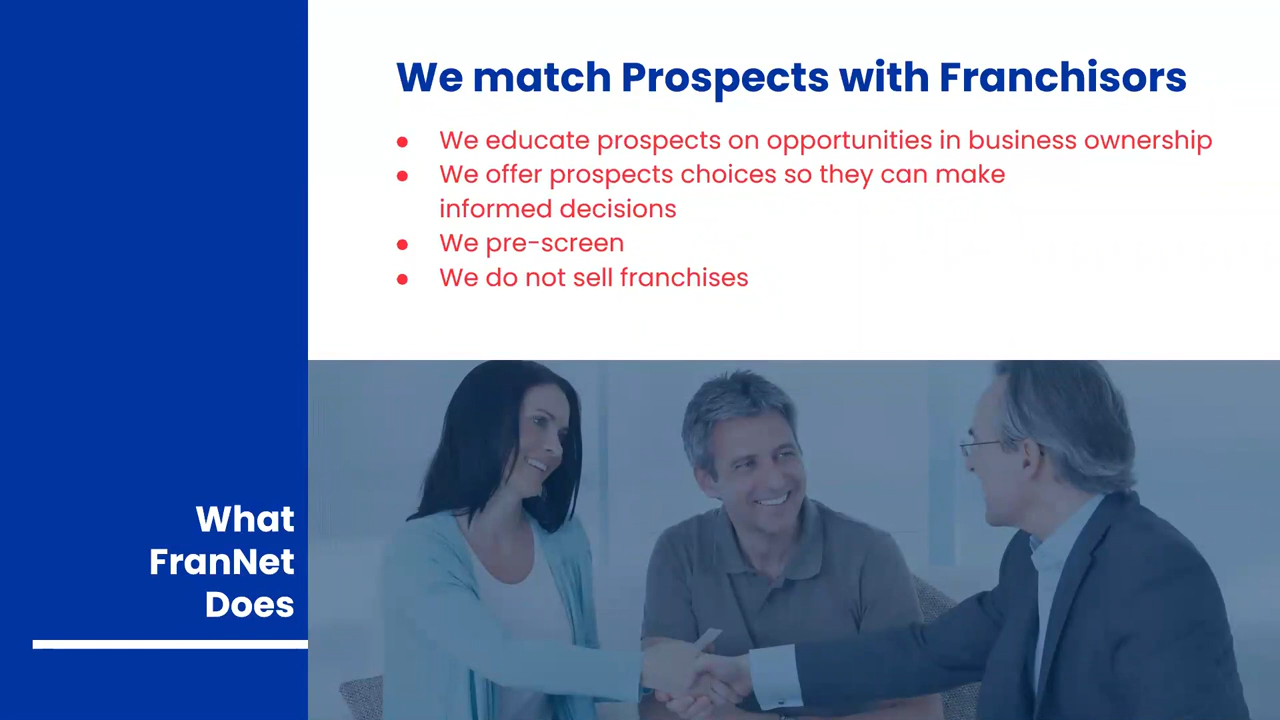 We match Prospects with Franchisors
• We educate prospects on opportunities in business ownership
• We offer prospects choices so they can make
informed decisions
• We pre-screen
• We do not sell franchises
What
FranNet
Does